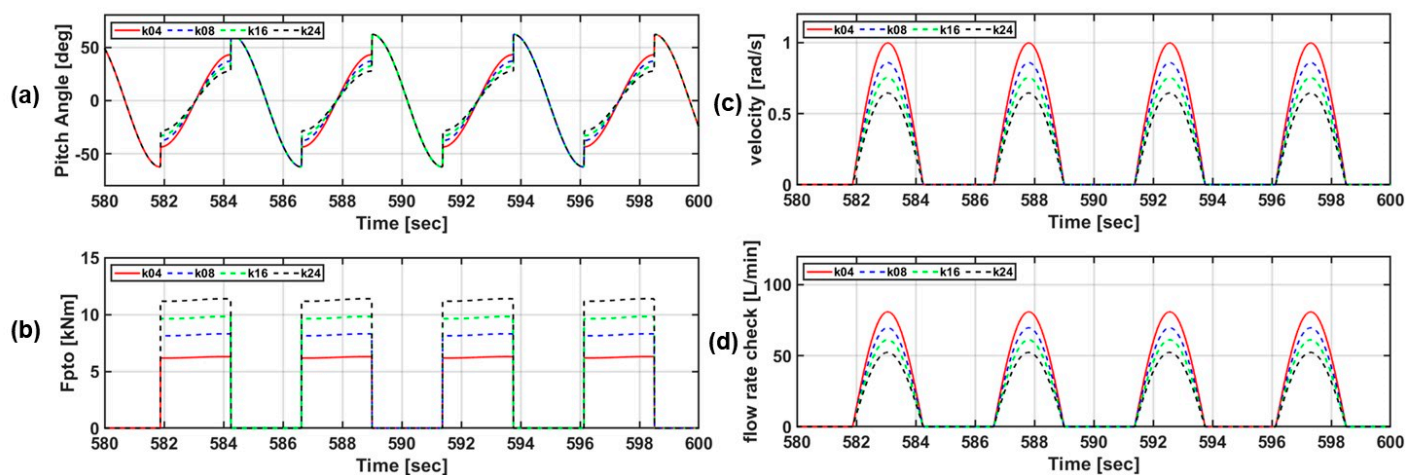 (a)
Pitch Angle [deg]
k04 k08 k16 k24
50
0
-50
580 582 584 586 588 590 592 594 596 598 600
Time [sec]
(b)
Fpto [kNm]
k04 k08 k16 k24
15
10
5
0
580 582 584 586 588 590 592 594 596 598 600
Time [sec]
(c)
velocity [rad/s]
k04 k08 k16 k24
1
0.5
0
580 582 584 586 588 590 592 594 596 598 600
Time [sec]
(d)
flow rate check [L/min]
k04 k08 k16 k24
100
50
0
580 582 584 586 588 590 592 594 596 598 600
Time [sec]